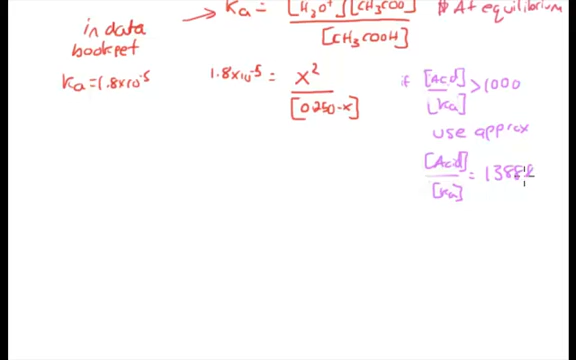 Ka = [H3O+][CH3COO-] At equilibrium
[CH3COOH]
in data
bookpet
Ka=1.8x10-5
1.8x10-5 = x2
[0.250-x]
if [Acid] >1000
[Ka]
use approx
[Acid] = 13888
[Ka]